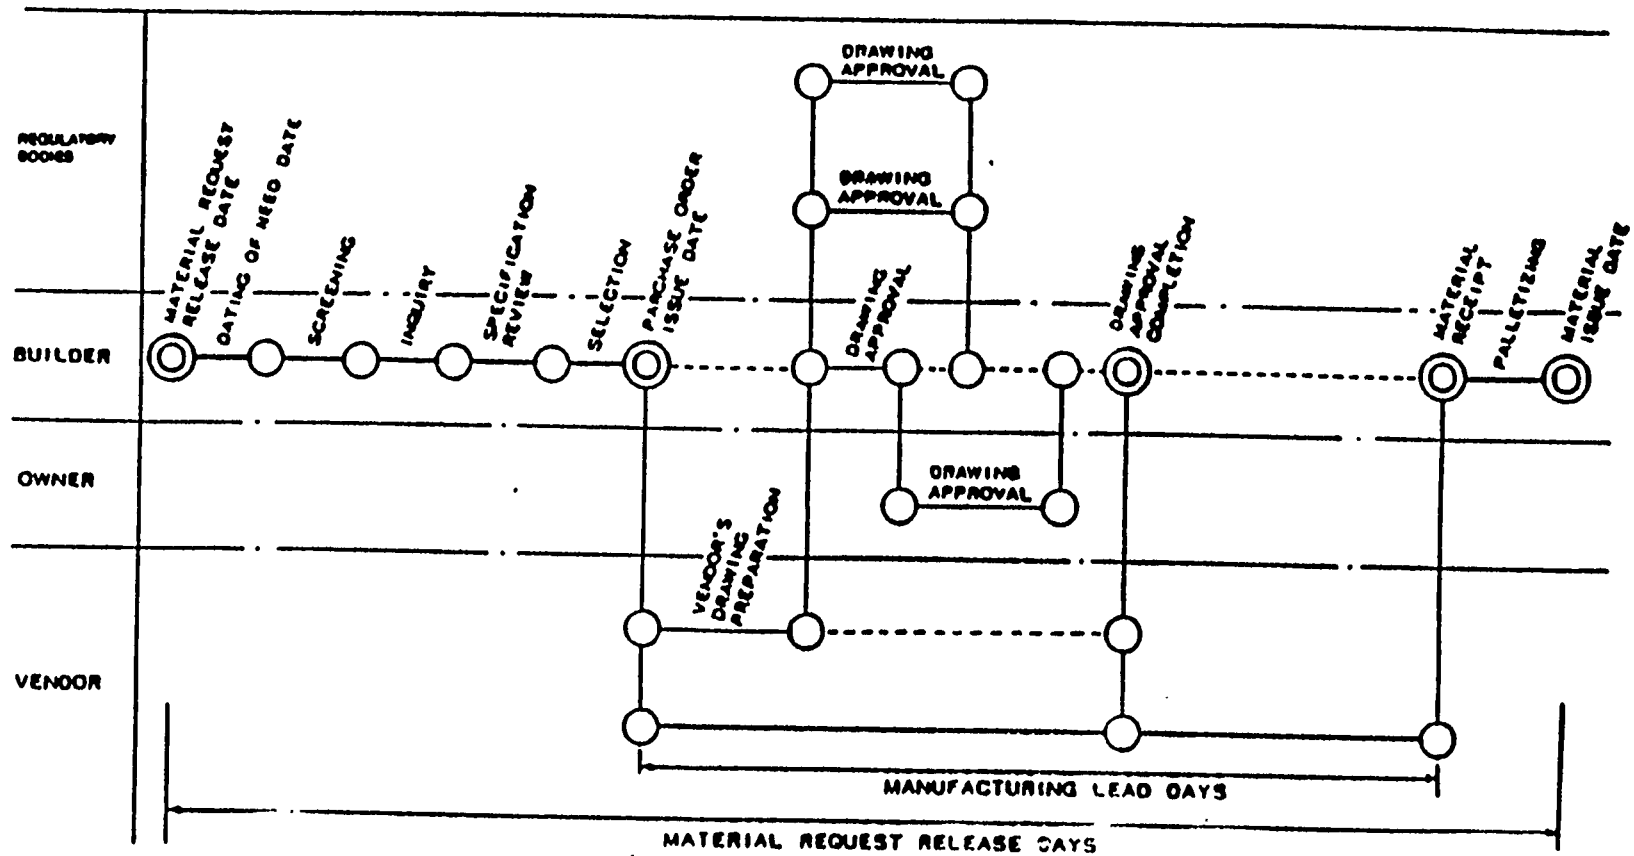 DRAWING
APPROVAL
REGULATORY
BODIES
DRAWING
APPROVAL
MATERIAL REQUEST
RELEASE DATE
DATING OF NEED DATE
SCREENING
INQUIRY
SPECIFICATION
REVIEW
SELECTION
PARCHASE ORDER
ISSUE DATE
DRAWING
APPROVAL
DRAWING
APPROVAL
COMPLETION
MATERIAL
RECEIPT
PALLETIZING
MATERIAL
ISSUE DATE
BUILDER
OWNER
DRAWING
APPROVAL
VENDOR'S
DRAWING
PREPARATION
VENDOR
MANUFACTURING LEAD DAYS
MATERIAL REQUEST RELEASE DAYS